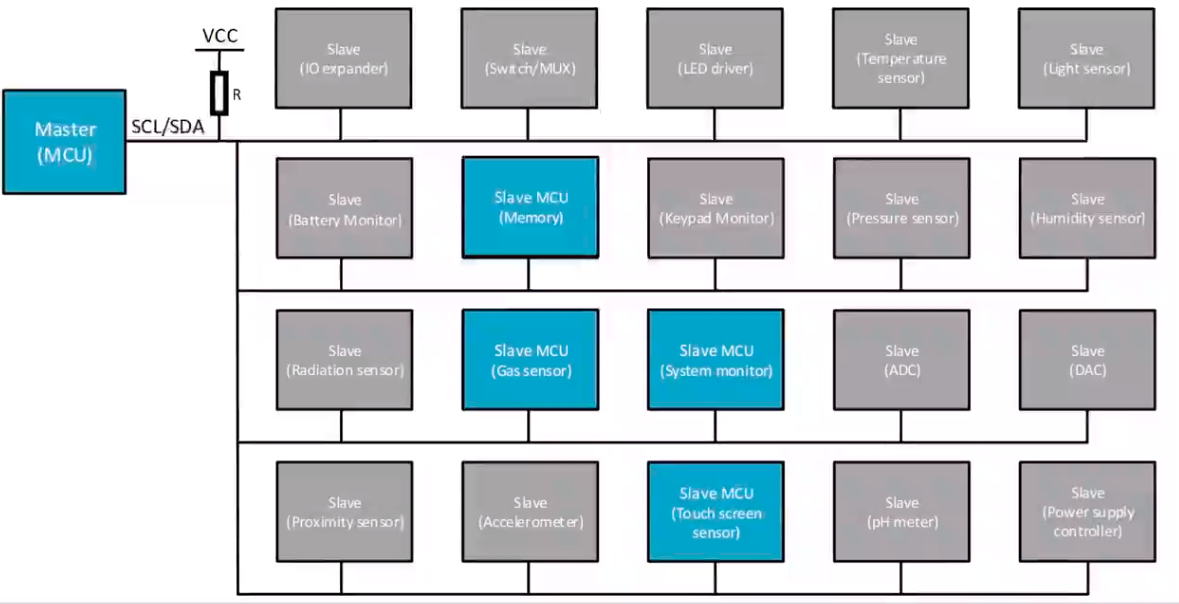 VCC
R
SCL/SDA
Master
(MCU)
Slave
(IO expander)
Slave
(Switch/MUX)
Slave
(LED driver)
Slave
(Temperature
sensor)
Slave
(Light sensor)
Slave
(Battery Monitor)
Slave MCU
(Memory)
Slave
(Keypad Monitor)
Slave
(Pressure sensor)
Slave
(Humidity sensor)
Slave
(Radiation sensor)
Slave MCU
(Gas sensor)
Slave MCU
(System monitor)
Slave
(ADC)
Slave
(DAC)
Slave
(Proximity sensor)
Slave
(Accelerometer)
Slave MCU
(Touch screen
sensor)
Slave
(pH meter)
Slave
(Power supply
controller)